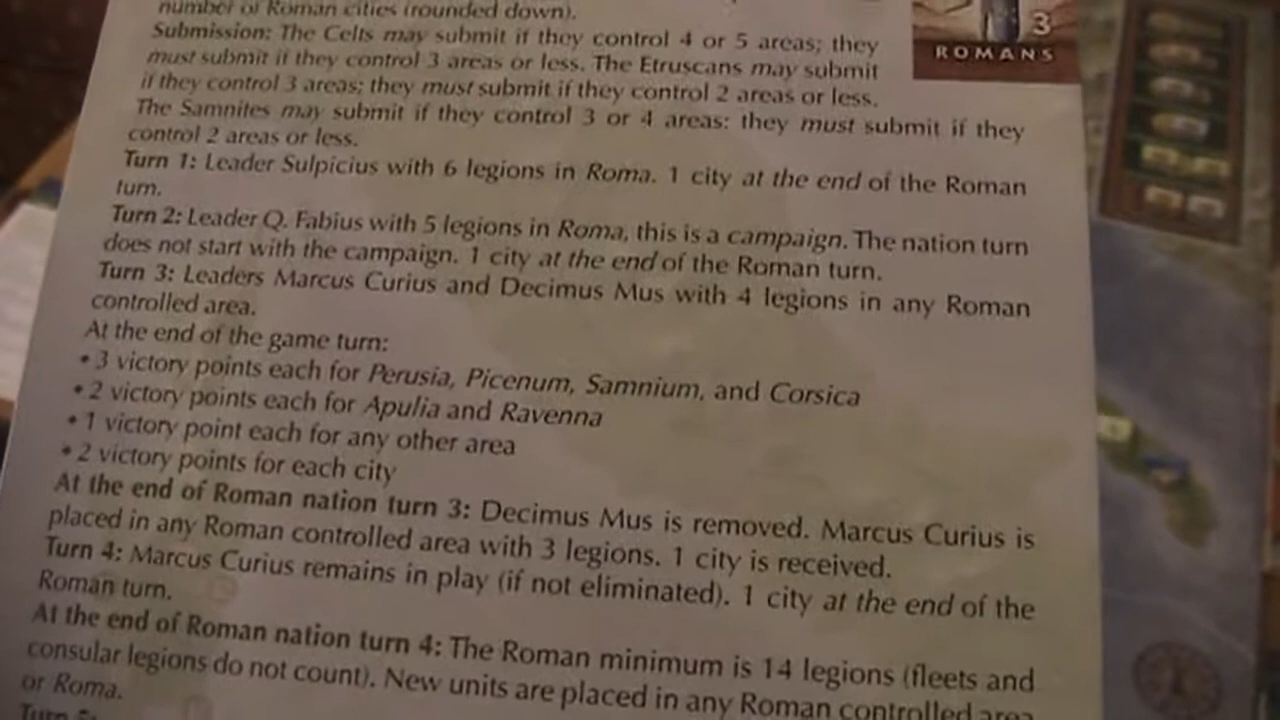 number of Roman cities (rounded down).
Submission: The Celts may submit if they control 4 or 5 areas; they
must submit if they control 3 areas or less. The Etruscans may submit
if they control 3 areas; they must submit if they control 2 areas or less.
The Samnites may submit if they control 3 or 4 areas: they must submit if they
control 2 areas or less.
Turn 1: Leader Sulpicius with 6 legions in Roma. 1 city at the end of the Roman
turn.
Turn 2: Leader Q. Fabius with 5 legions in Roma, this is a campaign. The nation turn
does not start with the campaign. 1 city at the end of the Roman turn.
Turn 3: Leaders Marcus Curius and Decimus Mus with 4 legions in any Roman
controlled area.
At the end of the game turn:
• 3 victory points each for Perusia, Picenum, Samnium, and Corsica
• 2 victory points each for Apulia and Ravenna
• 1 victory point each for any other area
• 2 victory points for each city
At the end of Roman nation turn 3: Decimus Mus is removed. Marcus Curius is
placed in any Roman controlled area with 3 legions. 1 city is received.
Turn 4: Marcus Curius remains in play (if not eliminated). 1 city at the end of the
Roman turn.
At the end of Roman nation turn 4: The Roman minimum is 14 legions (fleets and
consular legions do not count). New units are placed in any Roman controlled area
or Roma.
Turn 5:
3
ROMANS